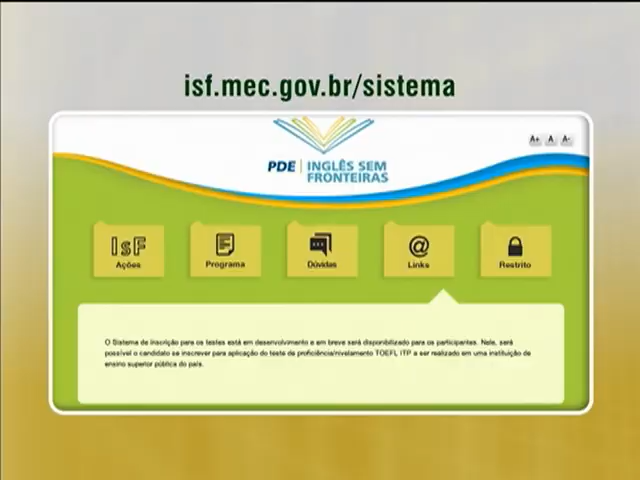 isf.mec.gov.br/sistema
A+ A A-
PDE | INGLÊS SEM
FRONTEIRAS
IsF
Ações Programa Dúvidas @ Links Restrito
O Sistema de inscrição para os testes está em desenvolvimento e em breve será disponibilizado para os participantes. Nele, será
possível o candidato se inscrever para aplicação do teste de proficiência/nivelamento TOEFL ITP a ser realizado em uma instituição de
ensino superior pública do país.